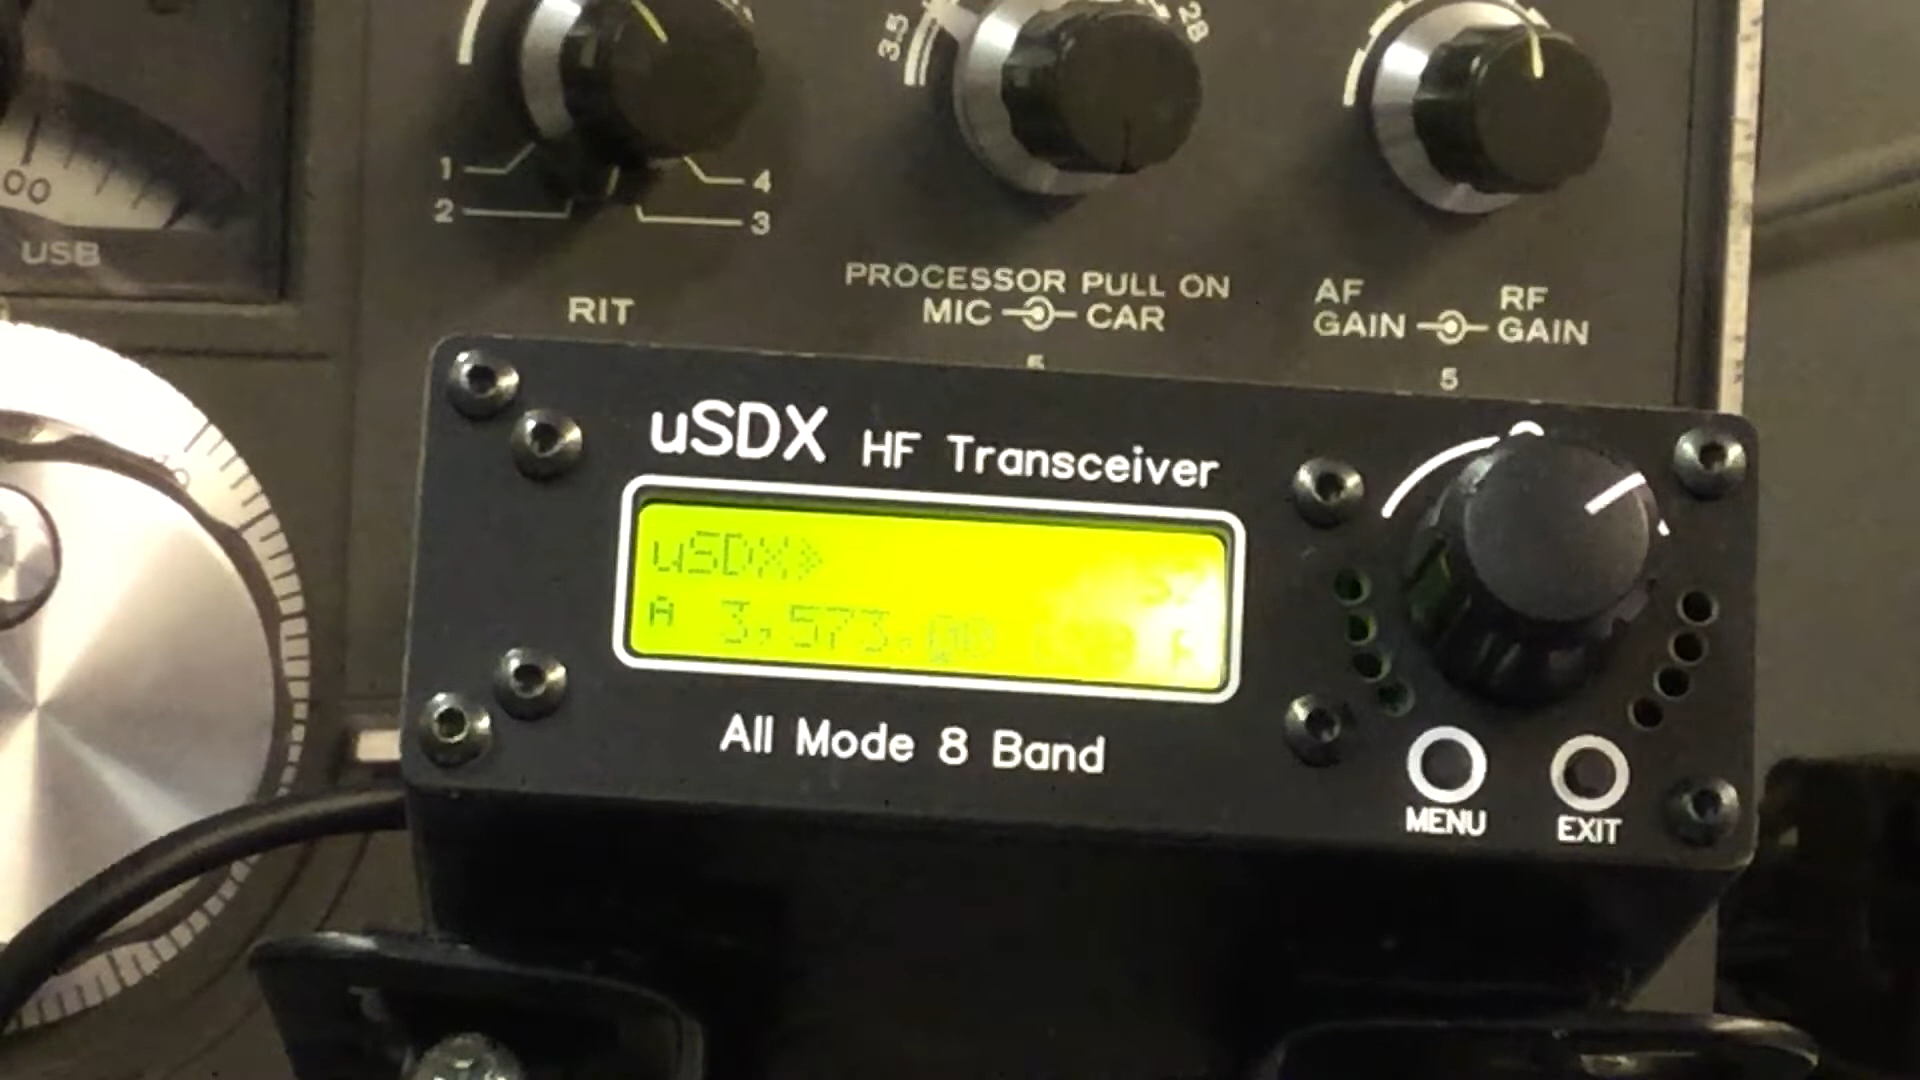 3.5 28
1 4
2 3
00
USB
RIT
PROCESSOR PULL ON
MIC CAR
AF RF
GAIN GAIN
5
uSDX HF Transceiver
uSDX»
A 3,573.00
All Mode 8 Band
MENU EXIT